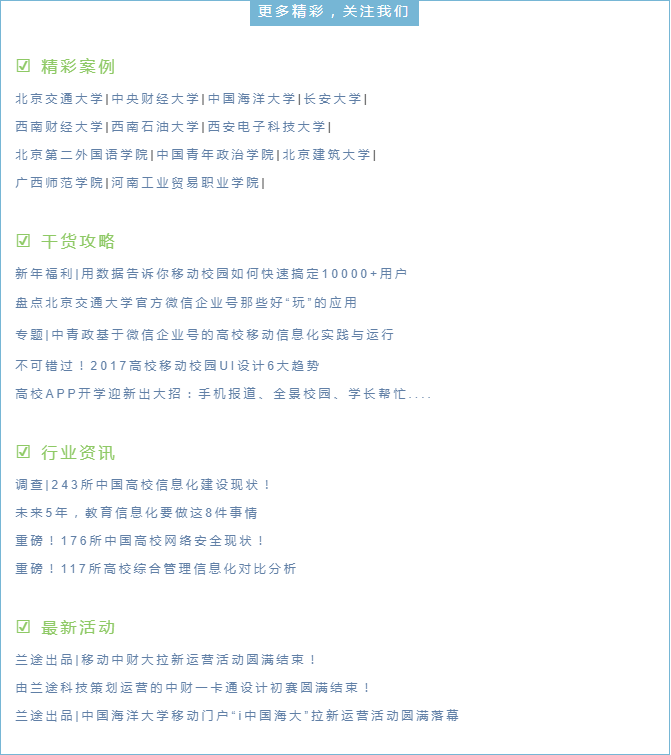 更多精彩，关注我们
☑ 精彩案例
北京交通大学|中央财经大学|中国海洋大学|长安大学|
西南财经大学|西南石油大学|西安电子科技大学|
北京第二外国语学院|中国青年政治学院|北京建筑大学|
广西师范学院|河南工业贸易职业学院|
☑ 干货攻略
新年福利|用数据告诉你移动校园如何快速搞定10000+用户
盘点北京交通大学官方微信企业号那些好“玩”的应用
专题|中青政基于微信企业号的高校移动信息化实践与运行
不可错过！2017高校移动校园UI设计6大趋势
高校APP开学迎新出大招：手机报道、全景校园、学长帮忙....
☑ 行业资讯
调查|243所中国高校信息化建设现状！
未来5年，教育信息化要做这8件事情
重磅！176所中国高校网络安全现状！
重磅！117所高校综合管理信息化对比分析
☑ 最新活动
兰途出品|移动中财大拉新运营活动圆满结束！
由兰途科技策划运营的中财一卡通设计初赛圆满结束！
兰途出品|中国海洋大学移动门户“i中国海大”拉新运营活动圆满落幕